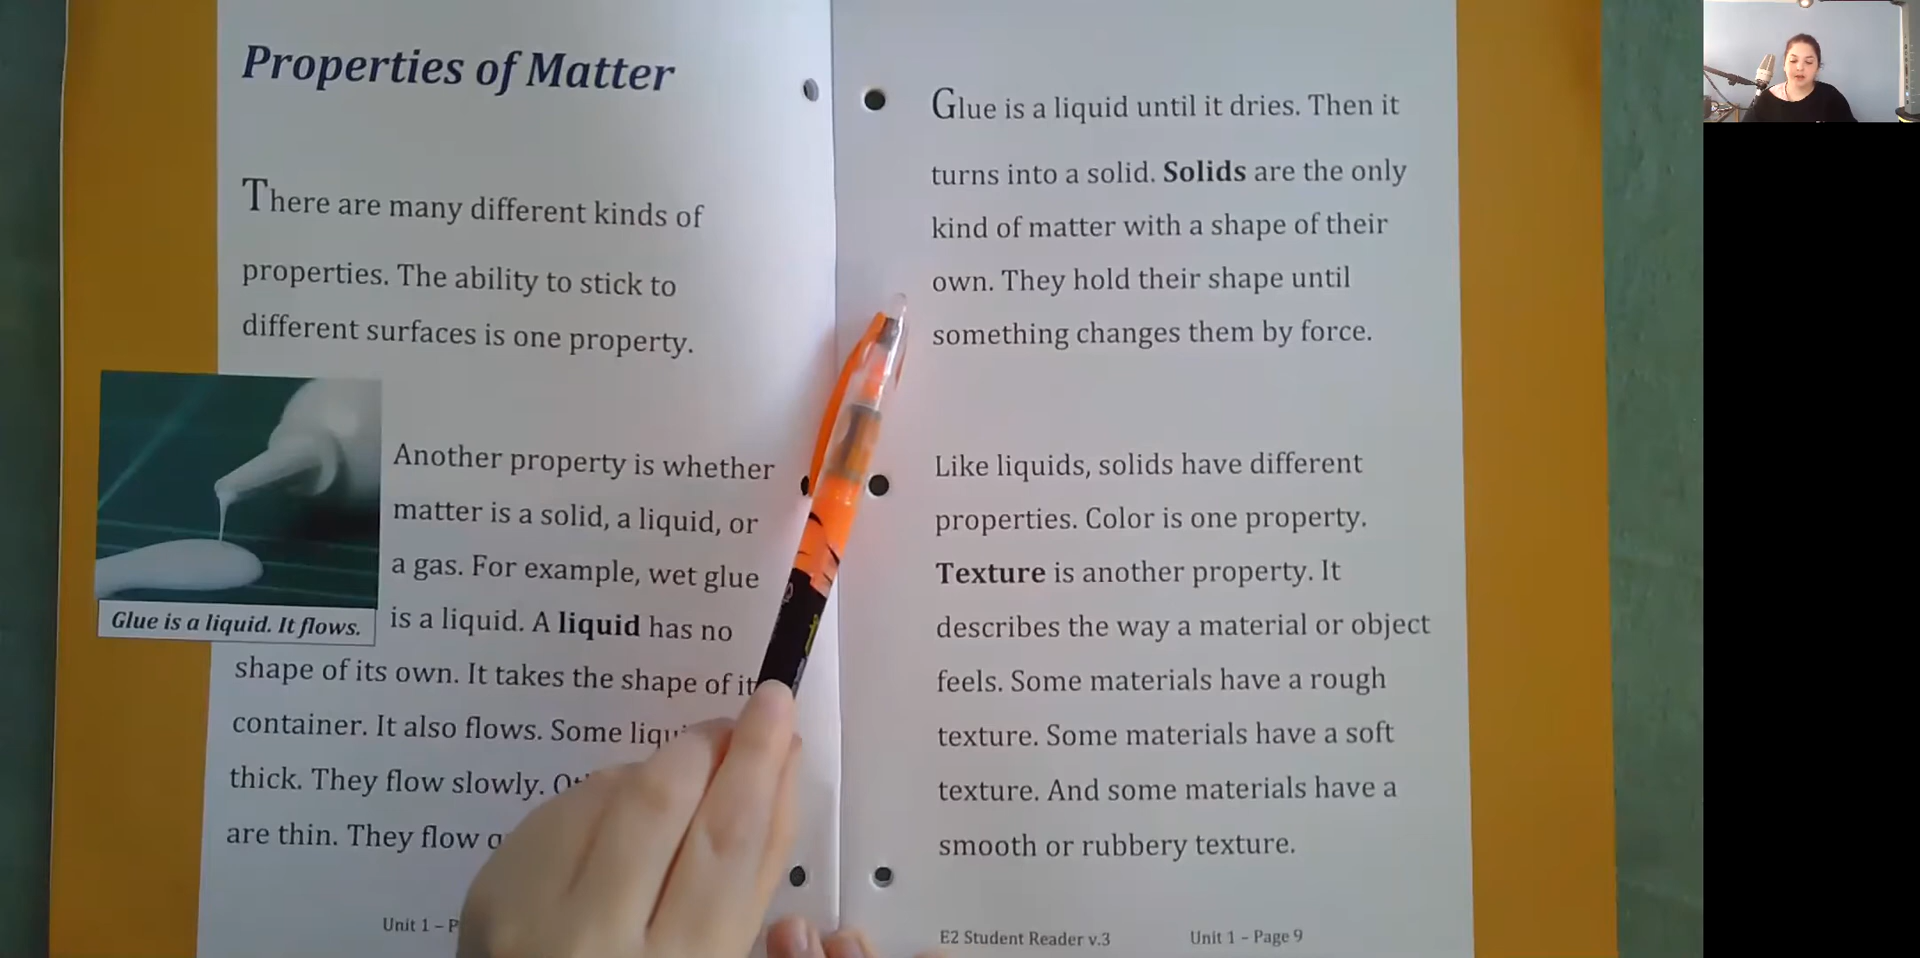 Properties of Matter
There are many different kinds of
properties. The ability to stick to
different surfaces is one property.
Another property is whether
matter is a solid, a liquid, or
a gas. For example, wet glue
is a liquid. A liquid has no
Glue is a liquid. It flows.
shape of its own. It takes the shape of
container. It also flows. Some
thick. They flow slowly.
are thin. They flow
Unit 1 –
Glue is a liquid until it dries. Then it
turns into a solid. Solids are the only
kind of matter with a shape of their
own. They hold their shape until
something changes them by force.
Like liquids, solids have different
properties. Color is one property.
Texture is another property. It
describes the way a material or object
feels. Some materials have a rough
texture. Some materials have a soft
texture. And some materials have a
smooth or rubbery texture.
E2 Student Reader v.3 Unit 1 – Page 9